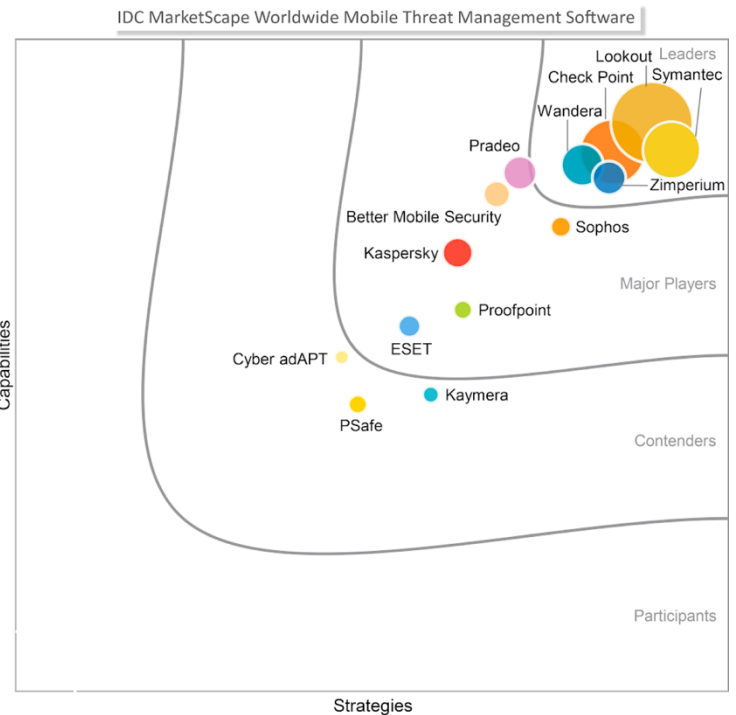 IDC MarketScape Worldwide Mobile Threat Management Software
Leaders
Lookout
Check Point
Symantec
Wandera
Pradeo
Zimperium
Better Mobile Security
Sophos
Kaspersky
Major Players
Proofpoint
ESET
Cyber adAPT
Kaymera
PSafe
Contenders
Participants
Capabilities
Strategies